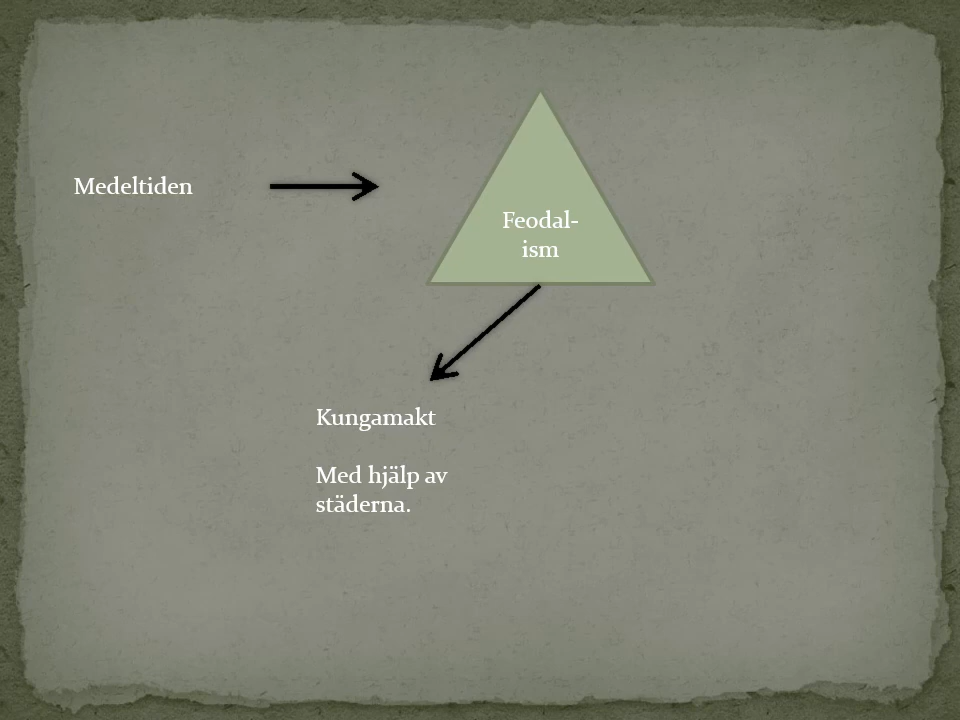 Medeltiden
Feodal-
ism
Kungamakt
Med hjälp av
städerna.